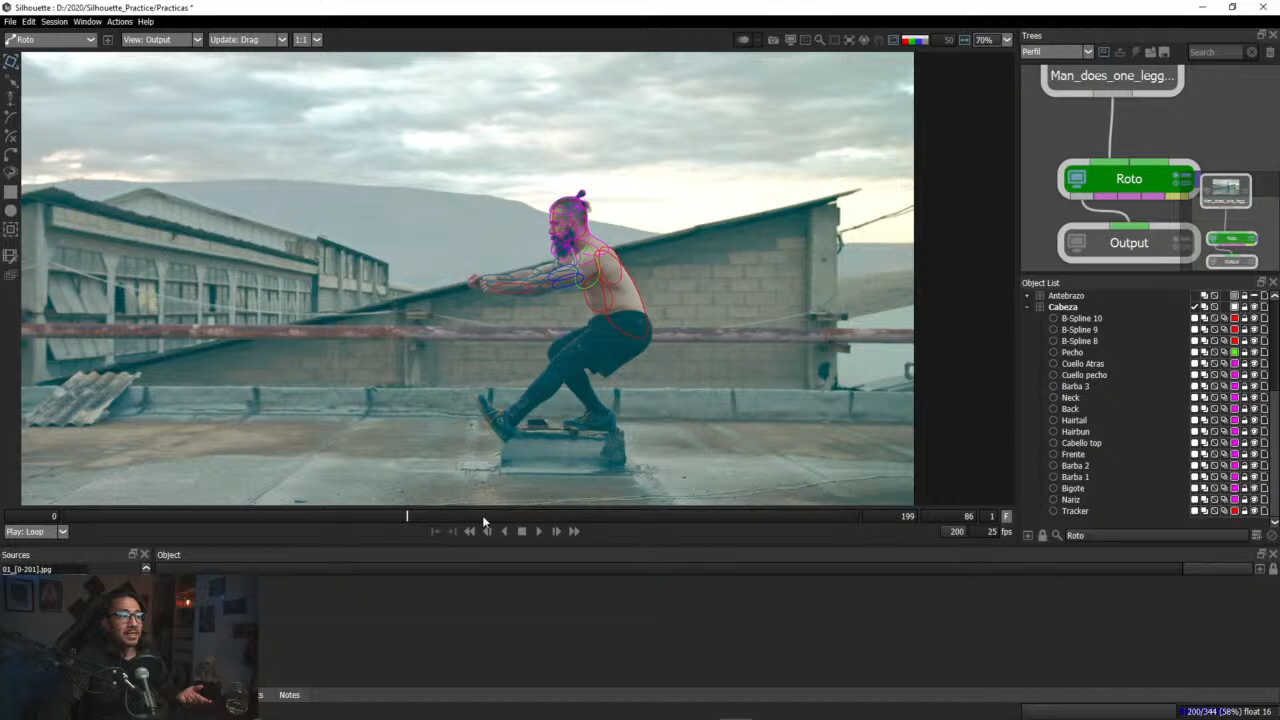 Silhouette : D:/2020/Silhouette_Practice/Practicas *
File Edit Session Window Actions Help
Roto View: Output Update: Drag 1:1 50 70%
Trees
Perfil Search
Man_does_one_legg...
Roto
Output
Object List
Antebrazo
Cabeza
B-Spline 10
B-Spline 9
B-Spline 8
Pecho
Cuello Atras
Cuello pecho
Barba 3
Neck
Back
Hairtail
Hairbun
Cabello top
Frente
Barba 2
Barba 1
Bigote
Nariz
Tracker
Roto
0 199 86 1 F
Play: Loop 200 25 fps
Sources Object
01_[0-201].jpg
Notes
200/344 (58%) float 16